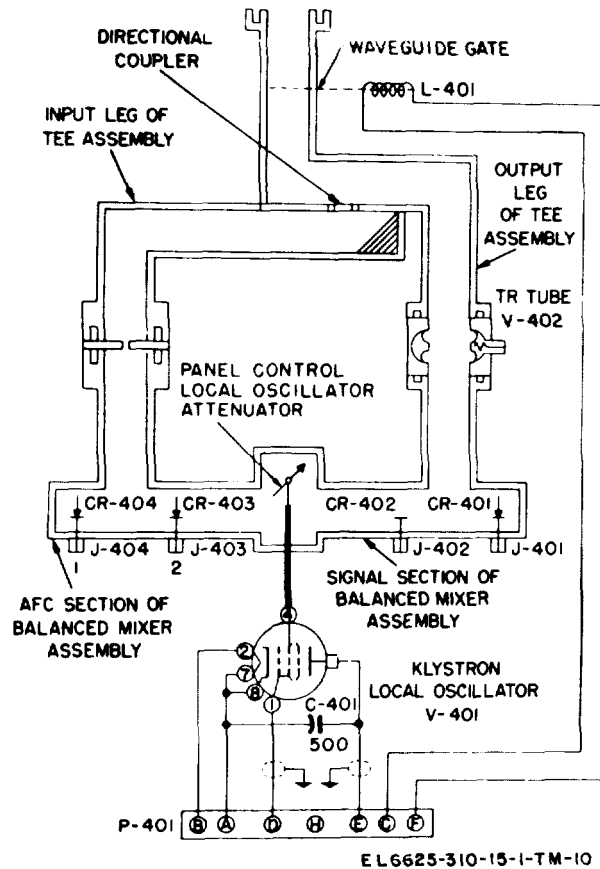 DIRECTIONAL
COUPLER
WAVEGUIDE GATE
L-401
INPUT LEG OF
TEE ASSEMBLY
OUTPUT
LEG
OF TEE
ASSEMBLY
TR TUBE
V-402
PANEL CONTROL
LOCAL OSCILLATOR
ATTENUATOR
CR-404
CR-403
CR-402
CR-401
J-404
J-403
J-402
J-401
1
2
AFC SECTION OF
BALANCED MIXER
ASSEMBLY
SIGNAL SECTION OF
BALANCED MIXER
ASSEMBLY
4
2
7
8
1
C-401
500
KLYSTRON
LOCAL OSCILLATOR
V-401
P-401
B A D H E C F
EL6625-310-15-1-TM-10